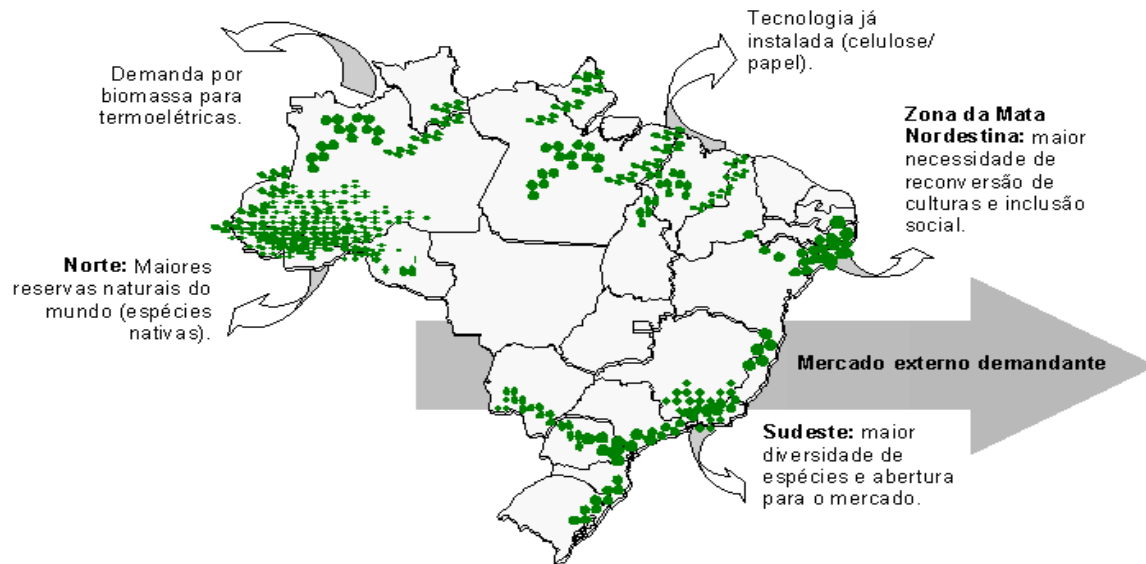 Demanda por
biomassa para
termoelétricas.
Tecnologia já
instalada (celulose/
papel).
Zona da Mata
Nordestina: maior
necessidade de
reconversão de
culturas e inclusão
social.
Norte: Maiores
reservas naturais do
mundo (espécies
nativas).
Mercado externo demandante
Sudeste: maior
diversidade de
espécies e abertura
para o mercado.